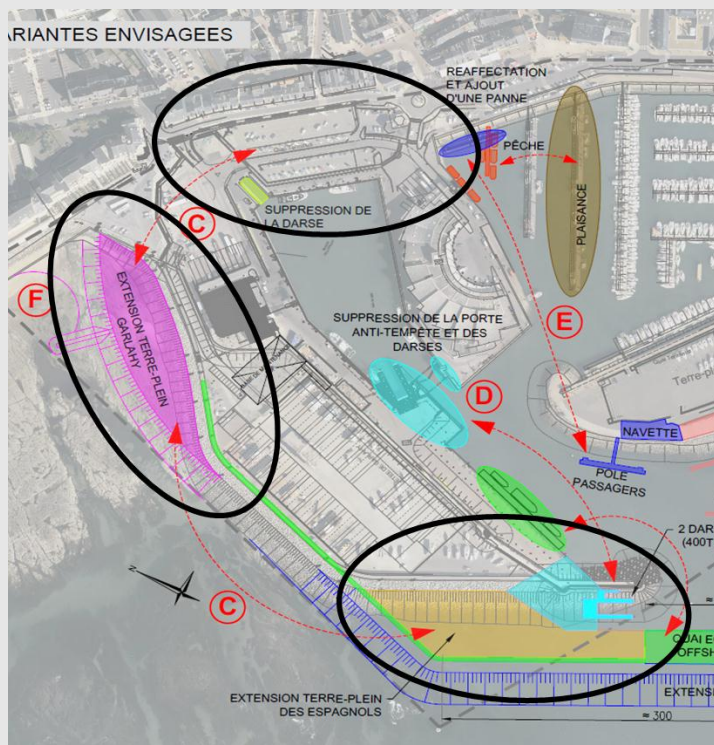 ARIANTES ENVISAGEES
REAFFECTATION
ET AJOUT
D'UNE PANNE
PÊCHE
PLAISANCE
SUPPRESSION DE
LA DARSE
C
F
EXTENSION TERRE-PLEIN
GARLAHY
SUPPRESSION DE LA PORTE
ANTI-TEMPÊTE ET DES
DARSES
E
D
Terre-p
NAVETTE
POLE
PASSAGERS
2 DAR
(400T
N
C
≈
QUAI E
OFFSH
EXTENSION TERRE-PLEIN
DES ESPAGNOLS
EXTENS
≈ 300